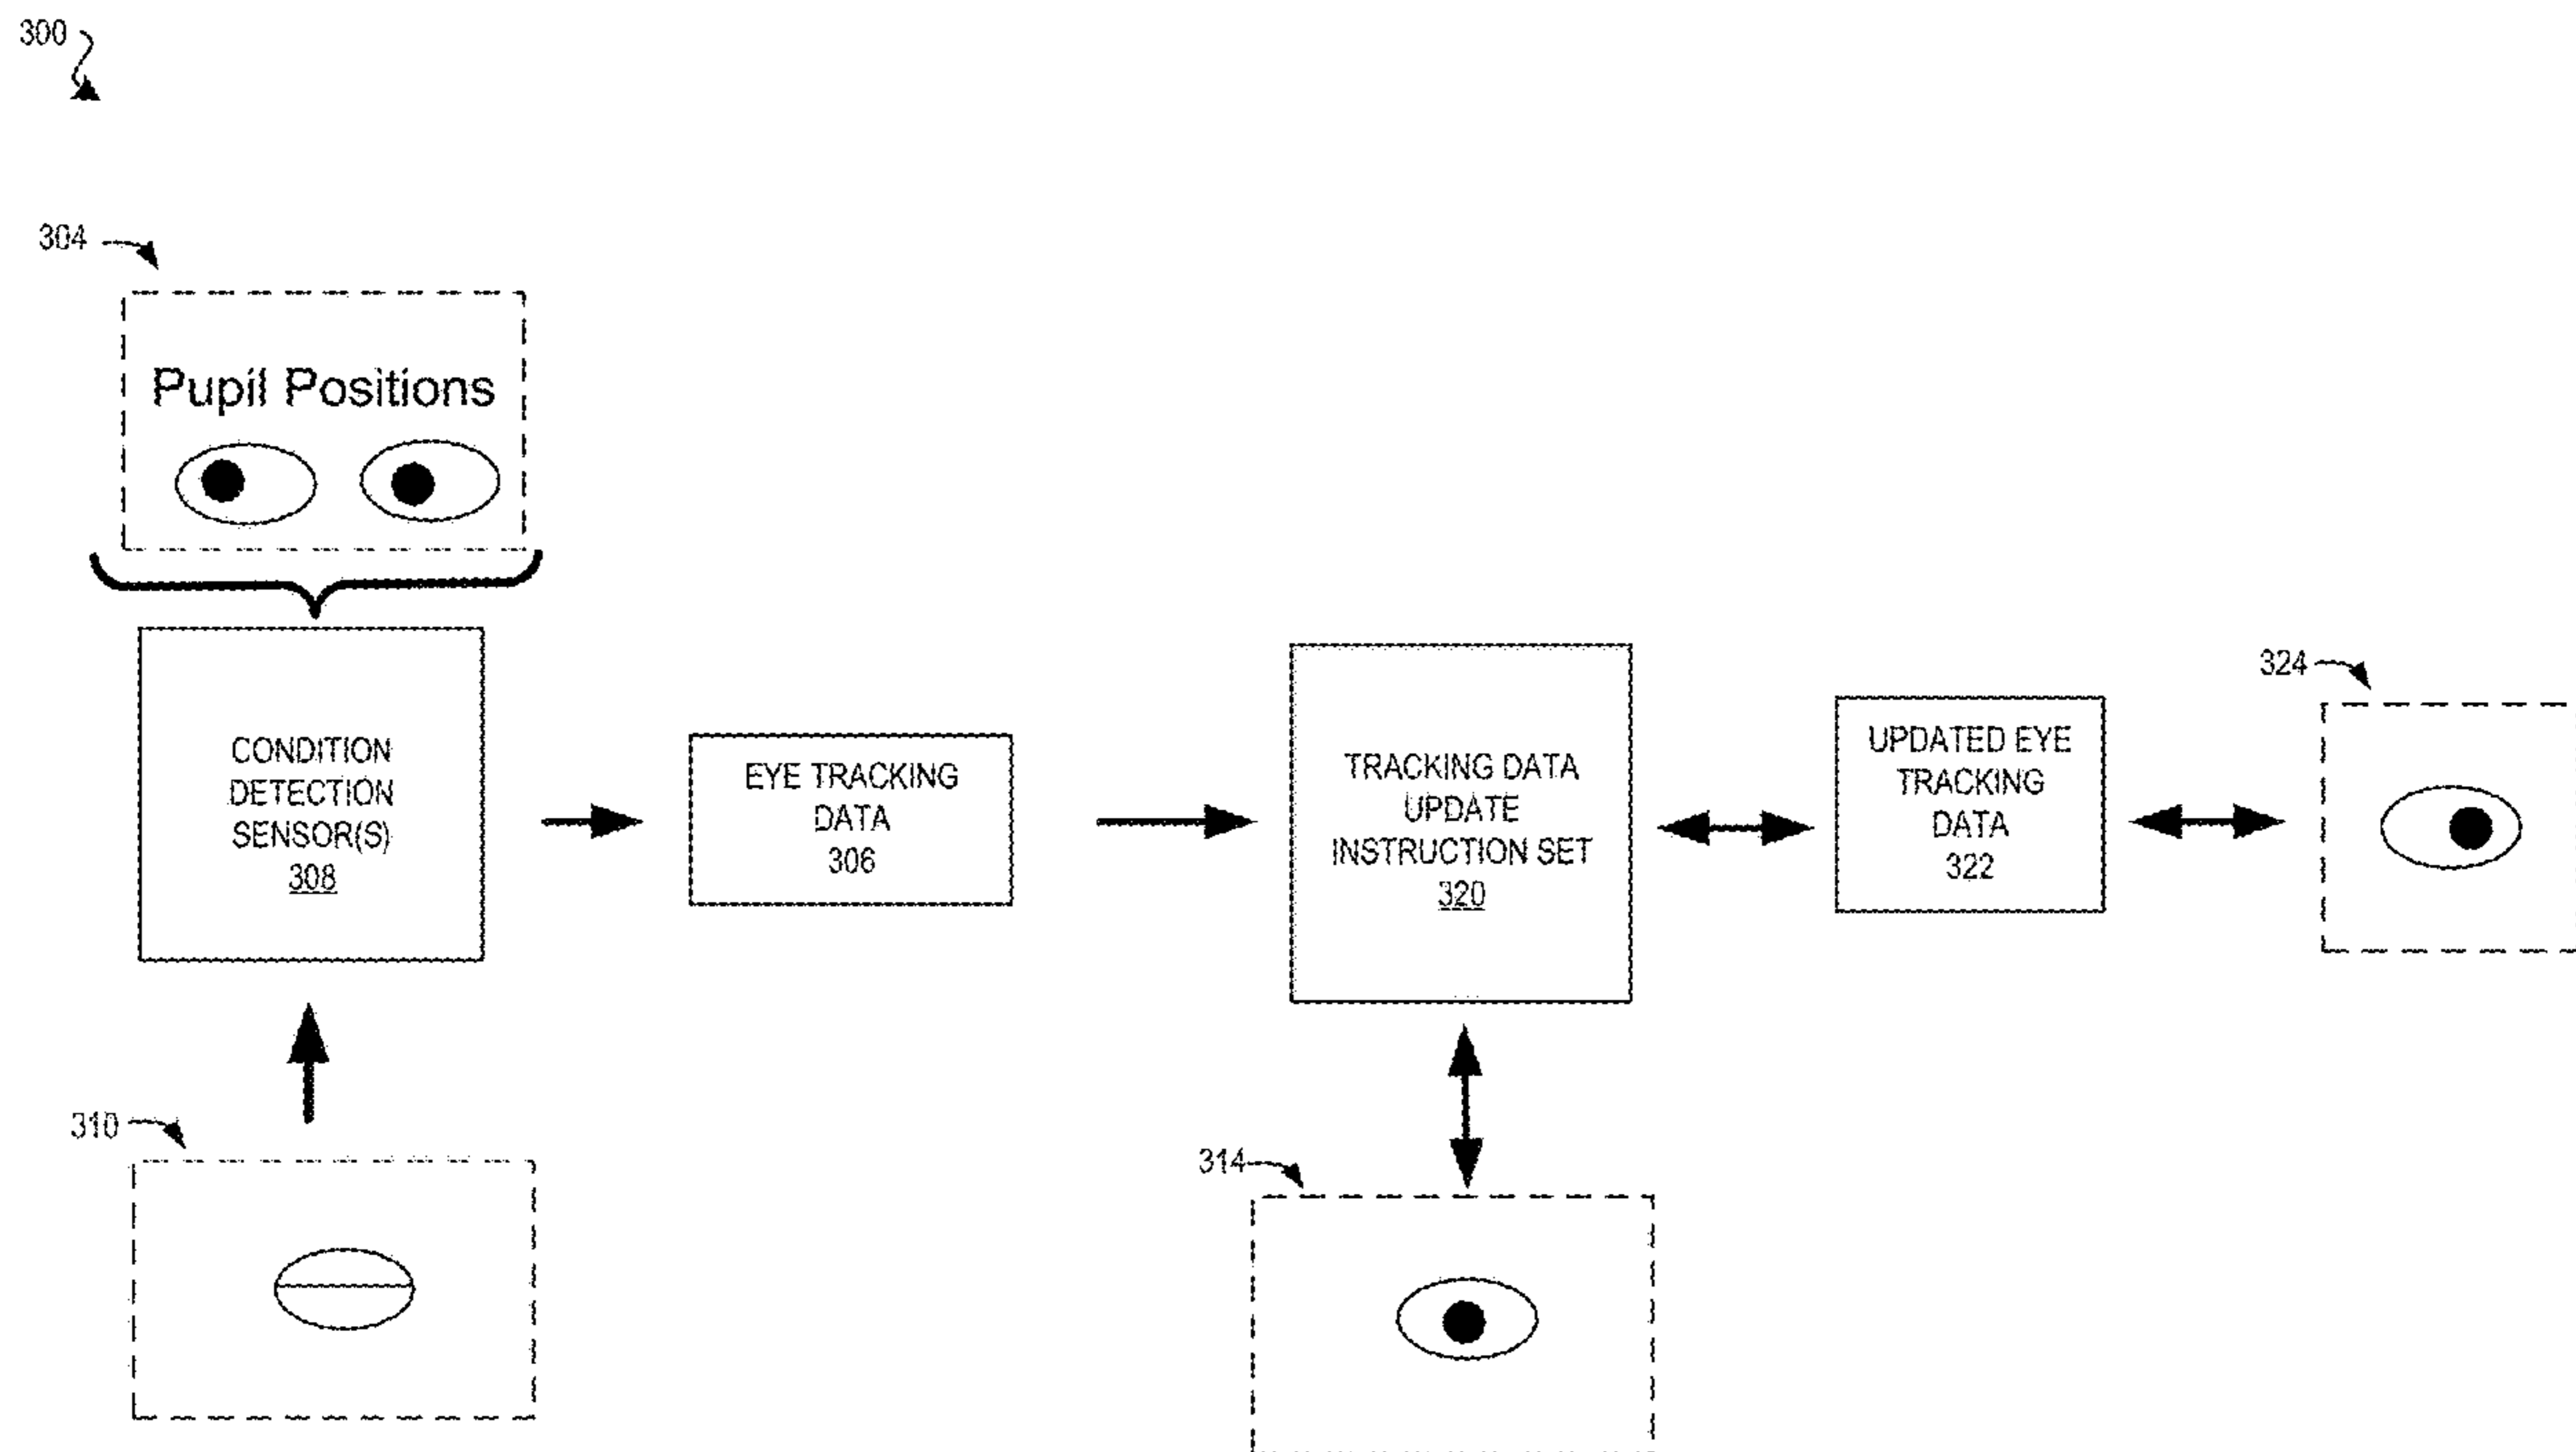 300
304
Pupil Positions
CONDITION
DETECTION
SENSOR(S)
308
EYE TRACKING
DATA
306
TRACKING DATA
UPDATE
INSTRUCTION SET
320
UPDATED EYE
TRACKING
DATA
322
324
310
314